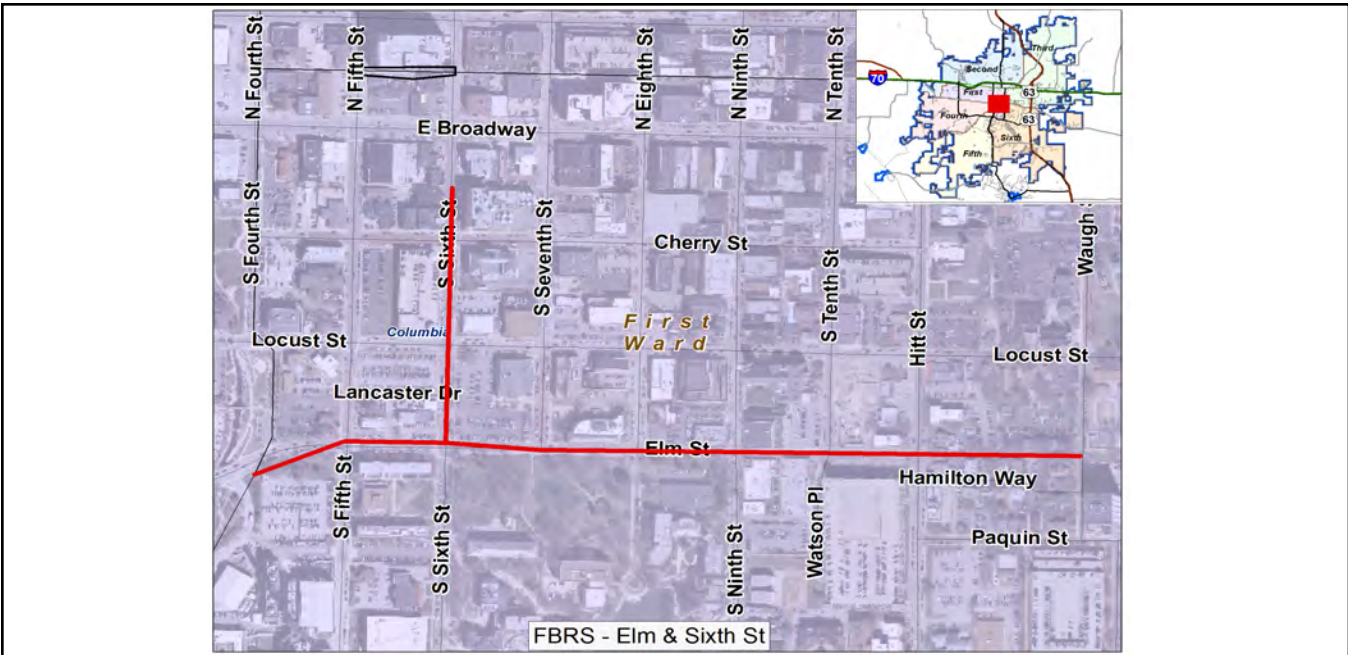 N Fourth St
N Fifth St
N Eighth St
N Ninth St
N Tenth St
E Broadway
Third
Second
70
First
63
Fourth
63
Sixth
Fifth
S Fourth St
S Sixth St
S Seventh St
Cherry St
S Tenth St
Waugh
First
Ward
Columbia
Locust St
Hitt St
Locust St
Lancaster Dr
Elm St
Hamilton Way
S Fifth St
S Sixth St
S Ninth St
Watson Pl
Paquin St
FBRS - Elm & Sixth St